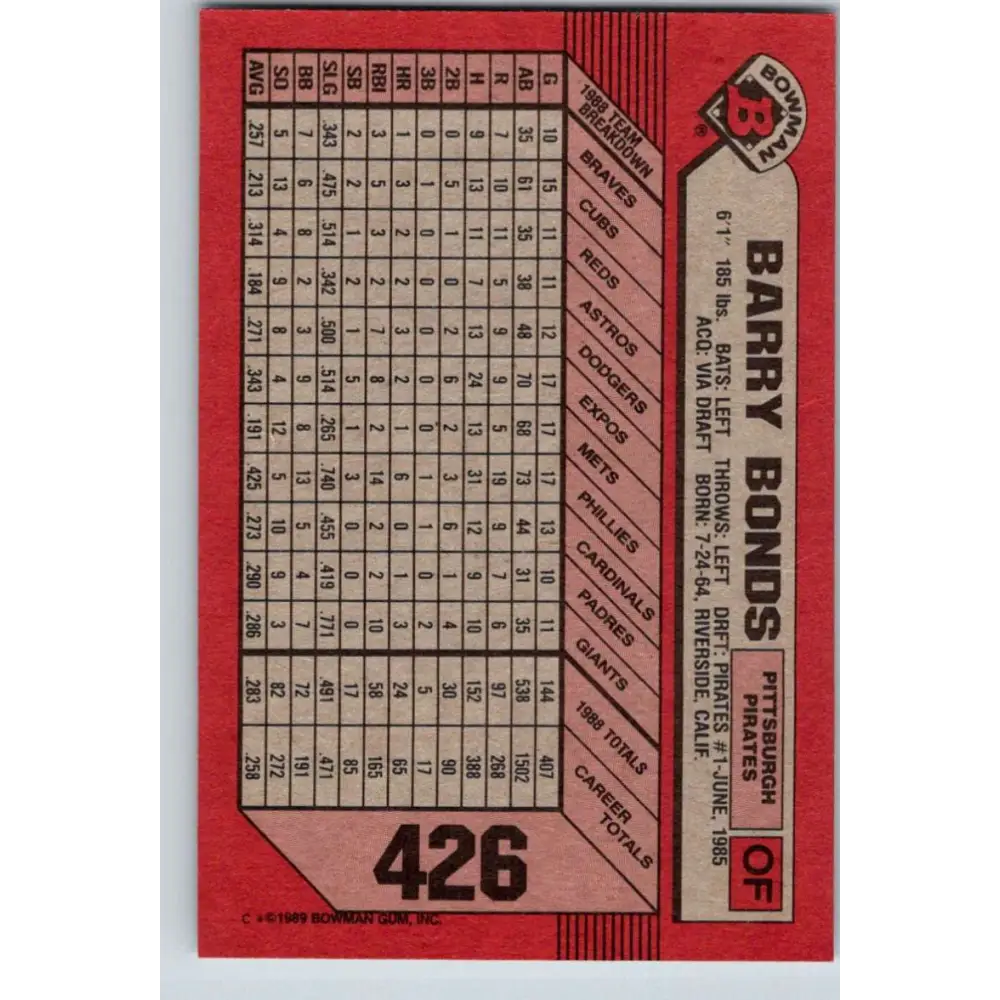 BOWMAN
B
®
BARRY BONDS
PITTSBURGH
PIRATES
OF
6'1" 185 lbs. BATS: LEFT THROWS: LEFT DRFT: PIRATES #1-JUNE, 1985
ACQ: VIA DRAFT BORN: 7-24-64, RIVERSIDE, CALIF.
1988 TEAM
BREAKDOWN
BRAVES
CUBS
REDS
ASTROS
DODGERS
EXPOS
METS
PHILLIES
CARDINALS
PADRES
GIANTS
1988 TOTALS
CAREER
TOTALS
G 10 15 11 11 12 17 17 17 13 10 11 144 407
AB 35 61 35 38 48 70 68 73 44 31 35 538 1502
R 7 10 11 5 9 9 5 19 9 7 6 97 268
H 9 13 11 7 13 24 13 31 12 9 10 152 388
2B 0 5 1 0 2 6 2 3 6 1 4 30 90
3B 0 1 0 0 0 0 0 1 1 0 2 5 17
HR 1 3 2 2 3 2 1 6 0 1 3 24 65
RBI 3 5 3 2 7 8 2 14 2 2 10 58 165
SB 2 2 1 2 1 5 1 3 0 0 0 17 85
SLG .343 .475 .514 .342 .500 .514 .265 .740 .455 .419 .771 .491 .471
BB 7 6 8 2 3 9 8 13 5 4 7 72 191
SO 5 13 4 9 8 4 12 5 10 9 3 82 272
AVG .257 .213 .314 .184 .271 .343 .191 .425 .273 .290 .286 .283 .258
426
C *©1989 BOWMAN GUM, INC.